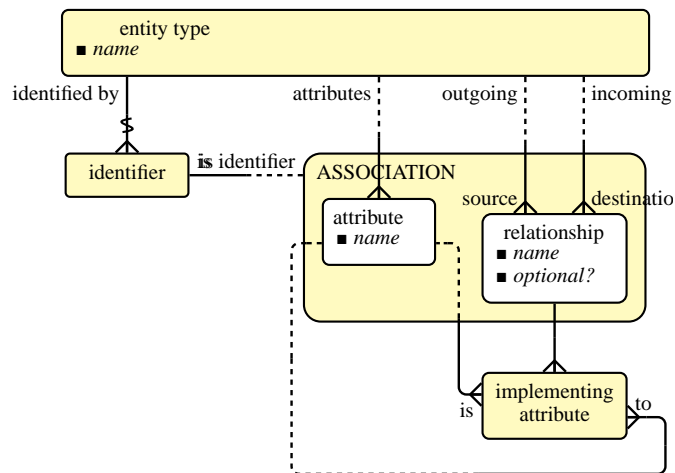 entity type
■ name
identified by
attributes
outgoing
incoming
identifier
is identifier
ASSOCIATION
source
destinatio
attribute
■ name
relationship
■ name
■ optional?
implementing
attribute
is
to